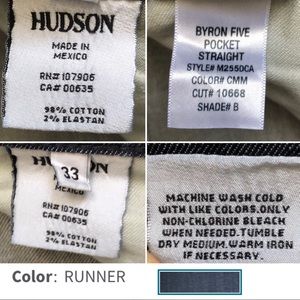 HUDSON
MADE IN
MEXICO
RN# 107906
CA# 00635
98% COTTON
2% ELASTAN
BYRON FIVE
POCKET
STRAIGHT
STYLE# M2550CA
COLOR# CMM
CUT# 10668
SHADE# B
HUDSON
33
MEXICO
RN# 107906
CA# 00635
98% COTTON
2% ELASTAN
MACHINE WASH COLD
WITH LIKE COLORS.ONLY
NON-CHLORINE BLEACH
WHEN NEEDED.TUMBLE
DRY MEDIUM.WARM IRON
IF NECESSARY.
Color: RUNNER